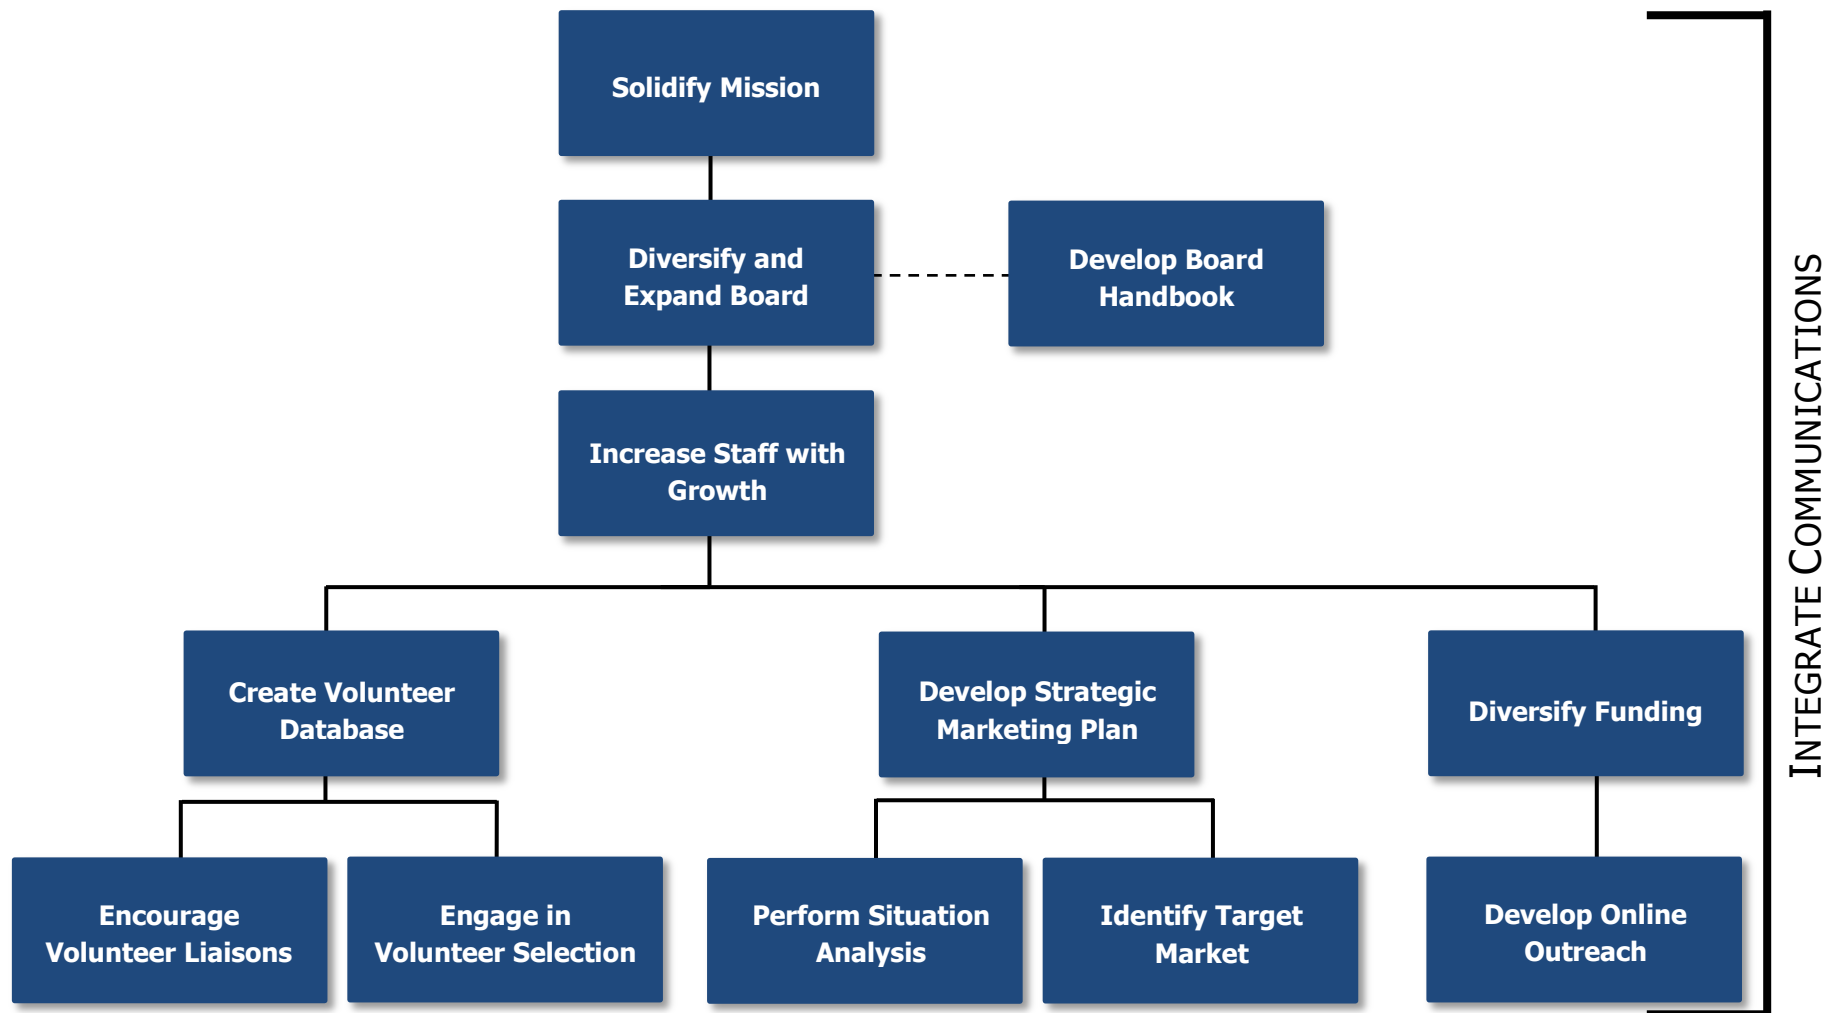 Solidify Mission
Diversify and
Expand Board
Develop Board
Handbook
Increase Staff with
Growth
Create Volunteer
Database
Develop Strategic
Marketing Plan
Diversify Funding
Encourage
Volunteer Liaisons
Engage in
Volunteer Selection
Perform Situation
Analysis
Identify Target
Market
Develop Online
Outreach
INTEGRATE COMMUNICATIONS